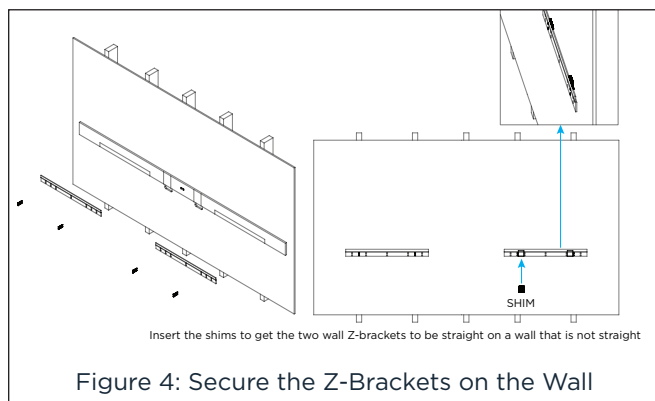 SHIM
Insert the shims to get the two wall Z-brackets to be straight on a wall that is not straight
Figure 4: Secure the Z-Brackets on the Wall